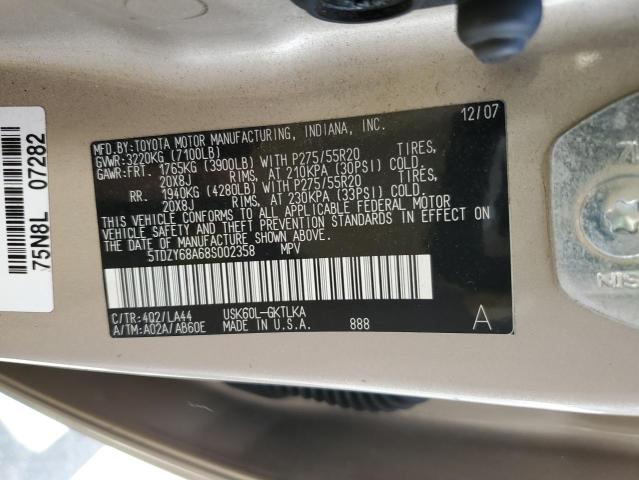 75N8L 07282
12/07
MFD.BY:TOYOTA MOTOR MANUFACTURING, INDIANA, INC.
GVWR:3220KG (7100LB)
GAWR:FRT. 1765KG (3900LB) WITH P275/55R20 TIRES,
20X8J RIMS, AT 210KPA (30PSI) COLD.
RR. 1940KG (4280LB) WITH P275/55R20 TIRES,
20X8J RIMS, AT 230KPA (33PSI) COLD.
THIS VEHICLE CONFORMS TO ALL APPLICABLE FEDERAL MOTOR
VEHICLE SAFETY AND THEFT PREVENTION STANDARDS IN EFFECT ON
THE DATE OF MANUFACTURE SHOWN ABOVE.
5TDZY68A68S002358 MPV
C/TR:4Q2/LA44 USK60L-GKTLKA
A/TM:A02A/AB60E MADE IN U.S.A. 888 A